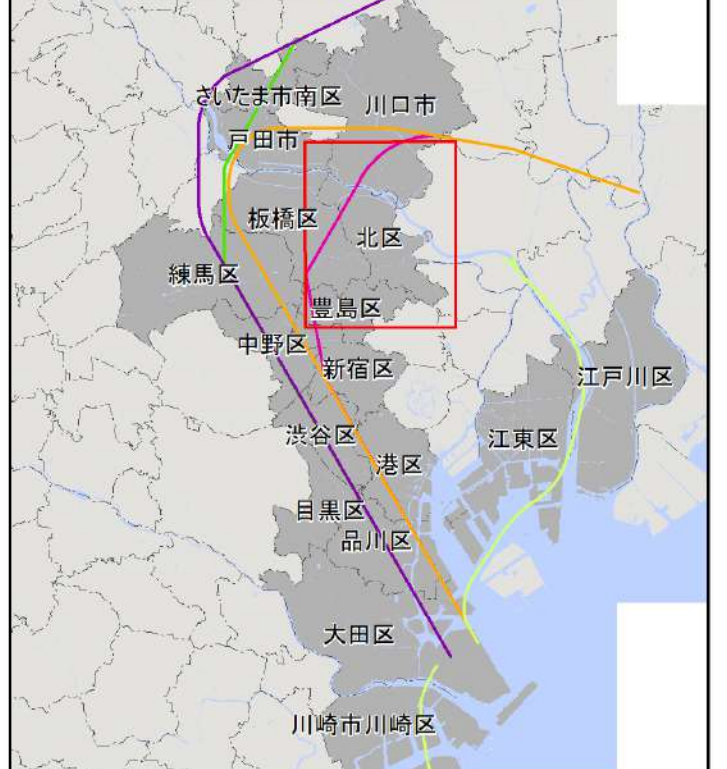 さいたま市南区
川口市
戸田市
板橋区
北区
練馬区
豊島区
中野区
新宿区
江戸川区
渋谷区
江東区
港区
目黒区
品川区
大田区
川崎市川崎区